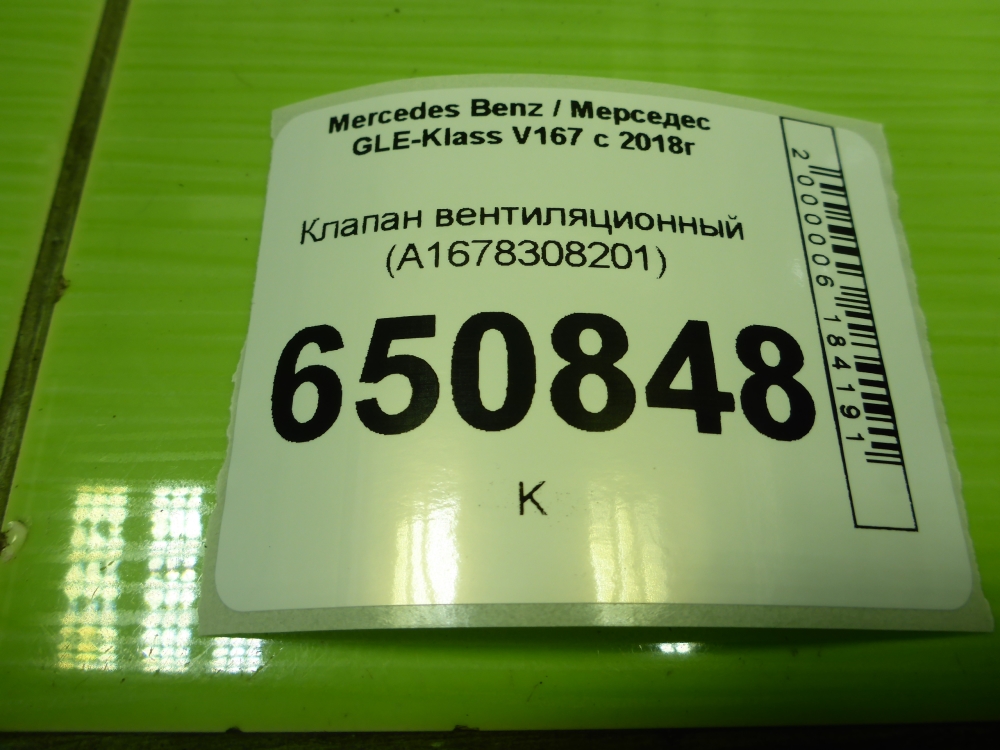 Mercedes Benz / Мерседес
GLE-Klass V167 с 2018г
Клапан вентиляционный
(A1678308201)
650848
К
2000006184191